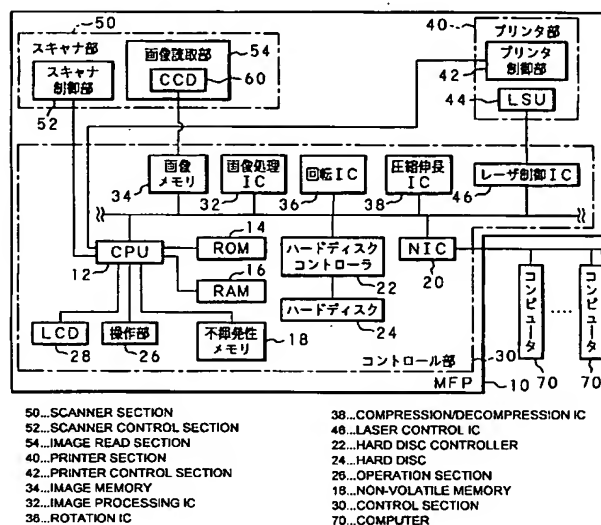 50
スキャナ部
スキャナ
制御部
52
画像読取部
CCD
54
60
40
プリンタ部
プリンタ
制御部
42
44
LSU
画像
メモリ
34
画像処理
IC
32
回転IC
36
圧縮伸長
IC
38
レーザ制御IC
46
CPU
12
14
ROM
16
RAM
ハードディスク
コントローラ
22
ハードディスク
24
NIC
20
LCD
28
操作部
26
不揮発性
メモリ
18
コントロール部
30
MFP
10
コンピュータ
70
コンピュータ
70
50...SCANNER SECTION
52...SCANNER CONTROL SECTION
54...IMAGE READ SECTION
40...PRINTER SECTION
42...PRINTER CONTROL SECTION
34...IMAGE MEMORY
32...IMAGE PROCESSING IC
36...ROTATION IC
38...COMPRESSION/DECOMPRESSION IC
46...LASER CONTROL IC
22...HARD DISC CONTROLLER
24...HARD DISC
26...OPERATION SECTION
18...NON-VOLATILE MEMORY
30...CONTROL SECTION
70...COMPUTER